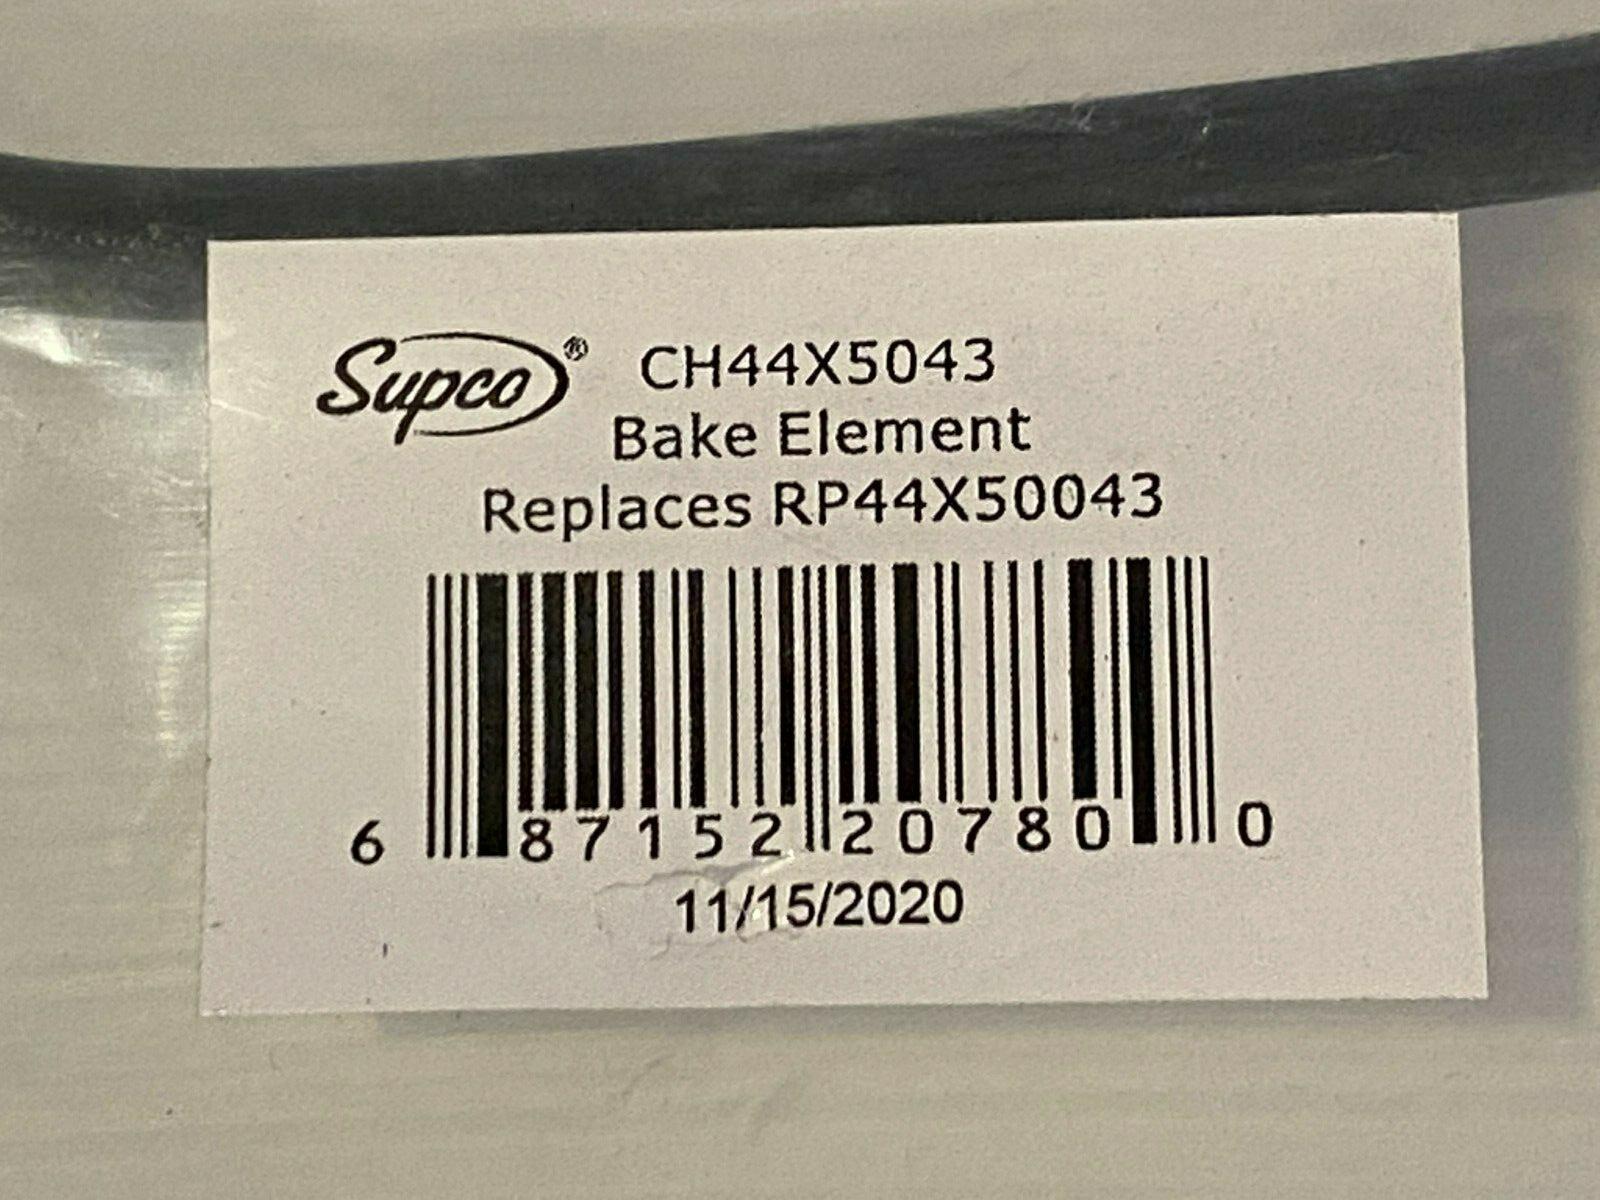 Supco® CH44X5043
Bake Element
Replaces RP44X50043
6 87152 20780 0
11/15/2020